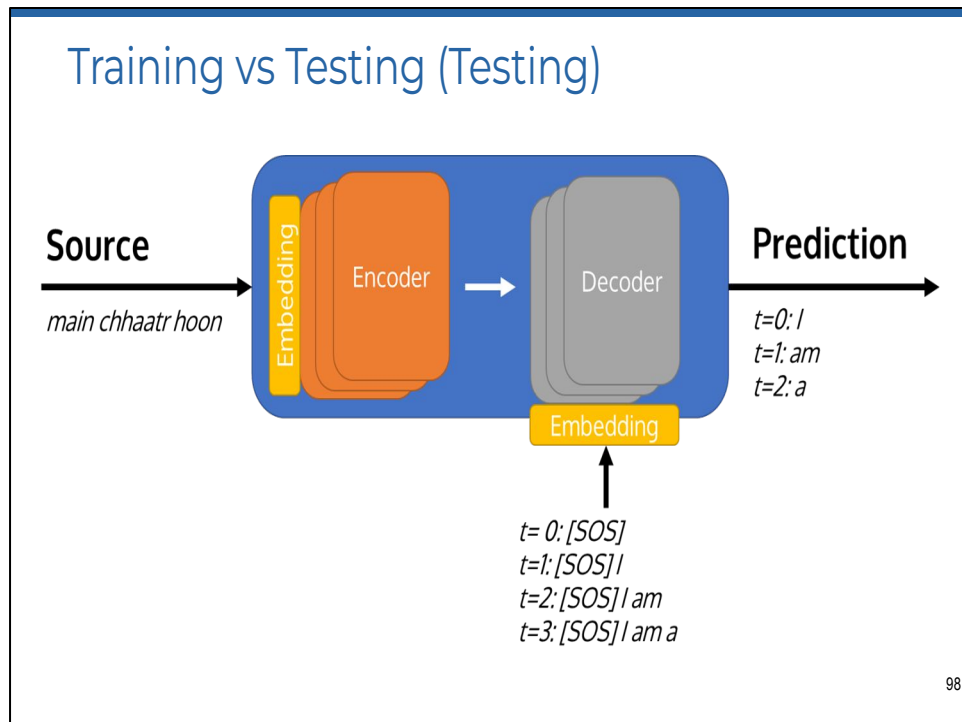 Training vs Testing (Testing)
Source
main chhaatr hoon
Embedding
Encoder
Decoder
Embedding
Prediction
t=0: I
t=1: am
t=2: a
t= 0: [SOS]
t=1: [SOS] I
t=2: [SOS] I am
t=3: [SOS] I am a
98